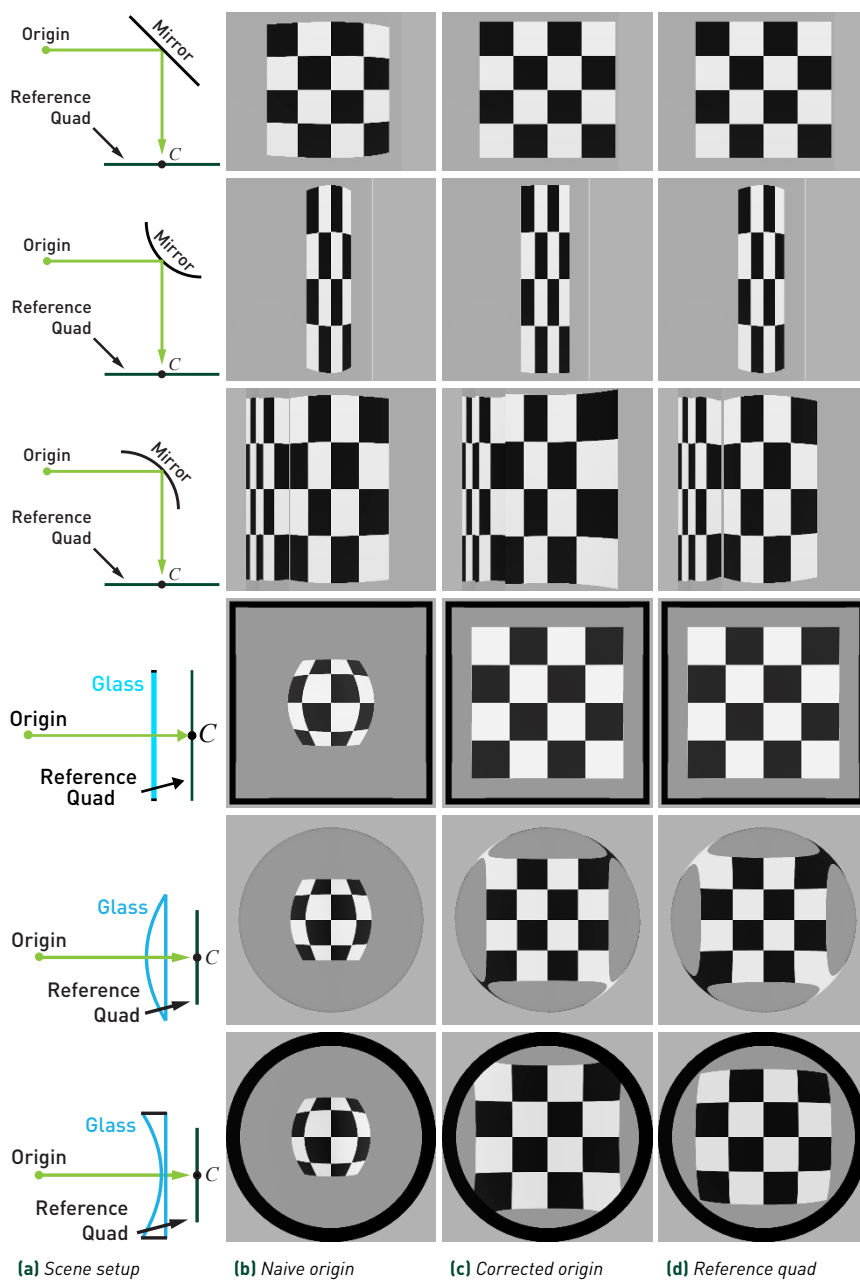 Origin
Mirror
Reference
Quad
C
Origin
Mirror
Reference
Quad
C
Origin
Mirror
Reference
Quad
C
Glass
Origin
C
Reference
Quad
Glass
Origin
C
Reference
Quad
Glass
Origin
C
Reference
Quad
(a) Scene setup
(b) Naive origin
(c) Corrected origin
(d) Reference quad